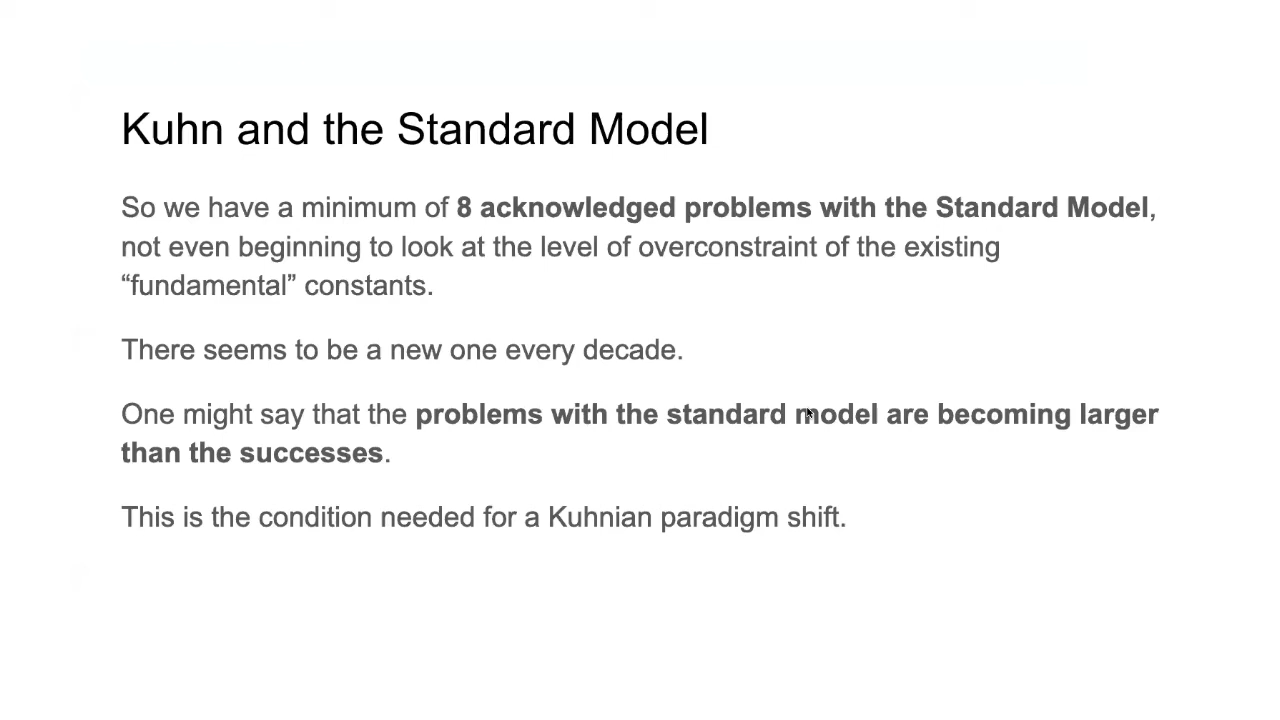 Kuhn and the Standard Model
So we have a minimum of 8 acknowledged problems with the Standard Model,
not even beginning to look at the level of overconstraint of the existing
“fundamental” constants.
There seems to be a new one every decade.
One might say that the problems with the standard model are becoming larger
than the successes.
This is the condition needed for a Kuhnian paradigm shift.